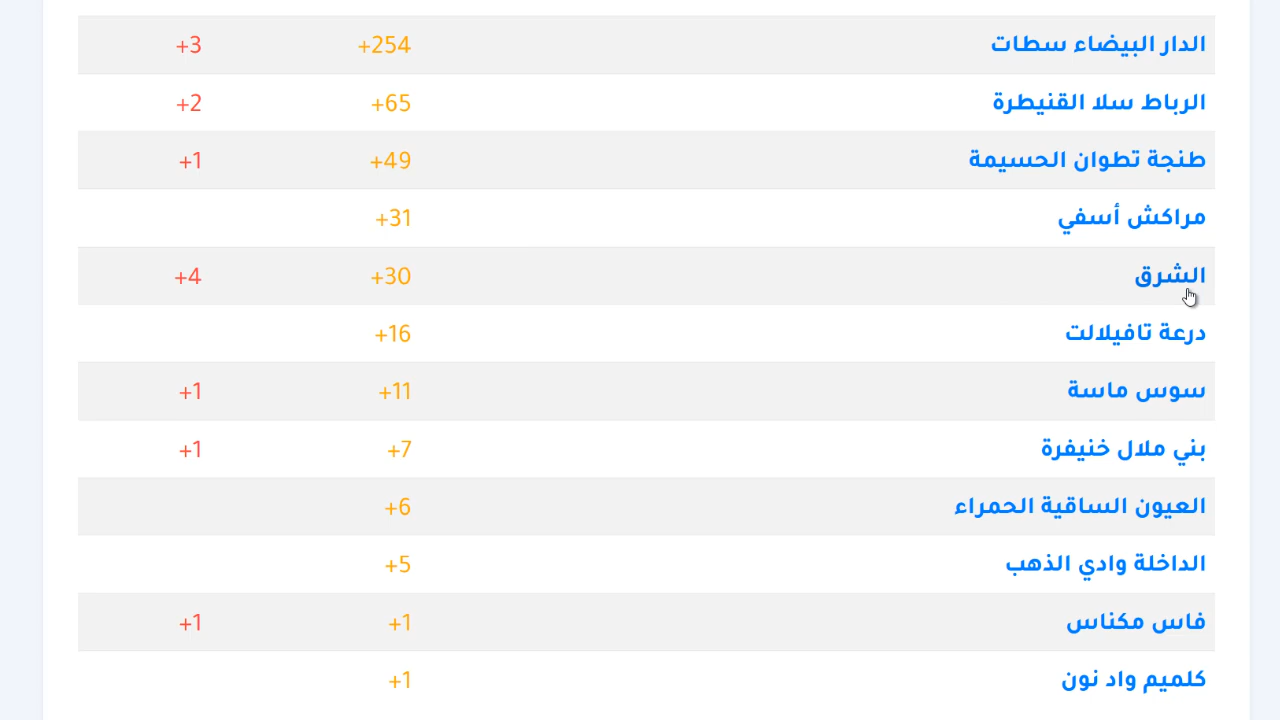 الدار البيضاء سطات +254 +3
الرباط سلا القنيطرة +65 +2
طنجة تطوان الحسيمة +49 +1
مراكش أسفي +31
الشرق +30 +4
درعة تافيلالت +16
سوس ماسة +11 +1
بني ملال خنيفرة +7 +1
العيون الساقية الحمراء +6
الداخلة وادي الذهب +5
فاس مكناس +1 +1
كلميم واد نون +1